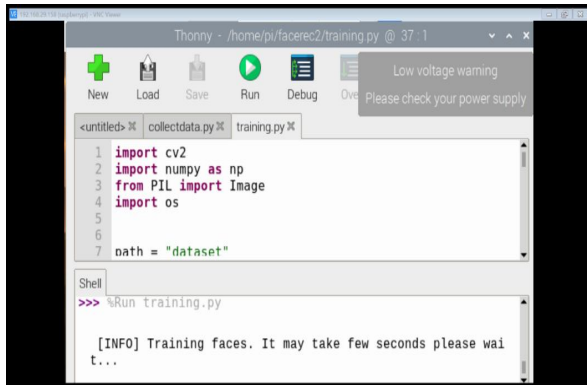 Thonny - /home/pi/facerec2/training.py @ 37:1
Low voltage warning
Please check your power supply
New Load Save Run Debug
<untitled> collectdata.py training.py
1 import cv2
2 import numpy as np
3 from PIL import Image
4 import os
5
6
7 path = "dataset"
Shell
>>> %Run training.py
[INFO] Training faces. It may take few seconds please wai
t...